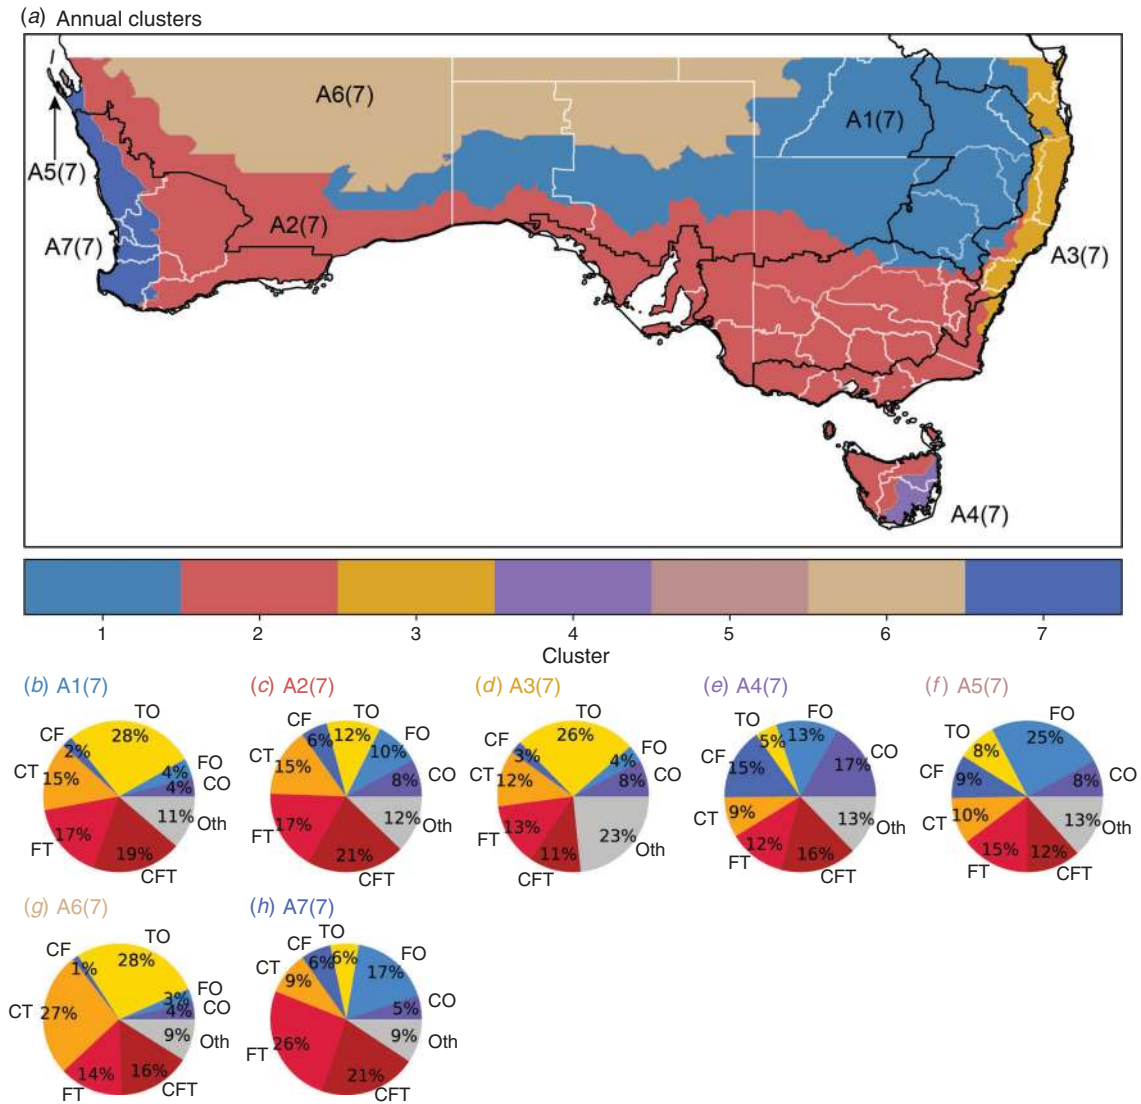 (a) Annual clusters
A6(7)
A1(7)
A5(7)
A2(7)
A7(7)
A3(7)
A4(7)
1 2 3 4 5 6 7
Cluster
(b) A1(7) (c) A2(7) (d) A3(7) (e) A4(7) (f) A5(7)
TO 28% FO 4% CO 4% Oth 11% CFT 19% FT 17% CT 15% CF 2%
TO 12% FO 10% CO 8% Oth 12% CFT 21% FT 17% CT 15% CF 6%
TO 26% FO 4% CO 8% Oth 23% CFT 11% FT 13% CT 12% CF 3%
TO 5% FO 13% CO 17% Oth 13% CFT 16% FT 12% CT 9% CF 15%
TO 8% FO 25% CO 8% Oth 13% CFT 12% FT 15% CT 10% CF 9%
(g) A6(7) (h) A7(7)
TO 28% FO 3% CO 4% Oth 9% CFT 16% FT 14% CT 27% CF 1%
TO 6% FO 17% CO 5% Oth 9% CFT 21% FT 26% CT 9% CF 6%